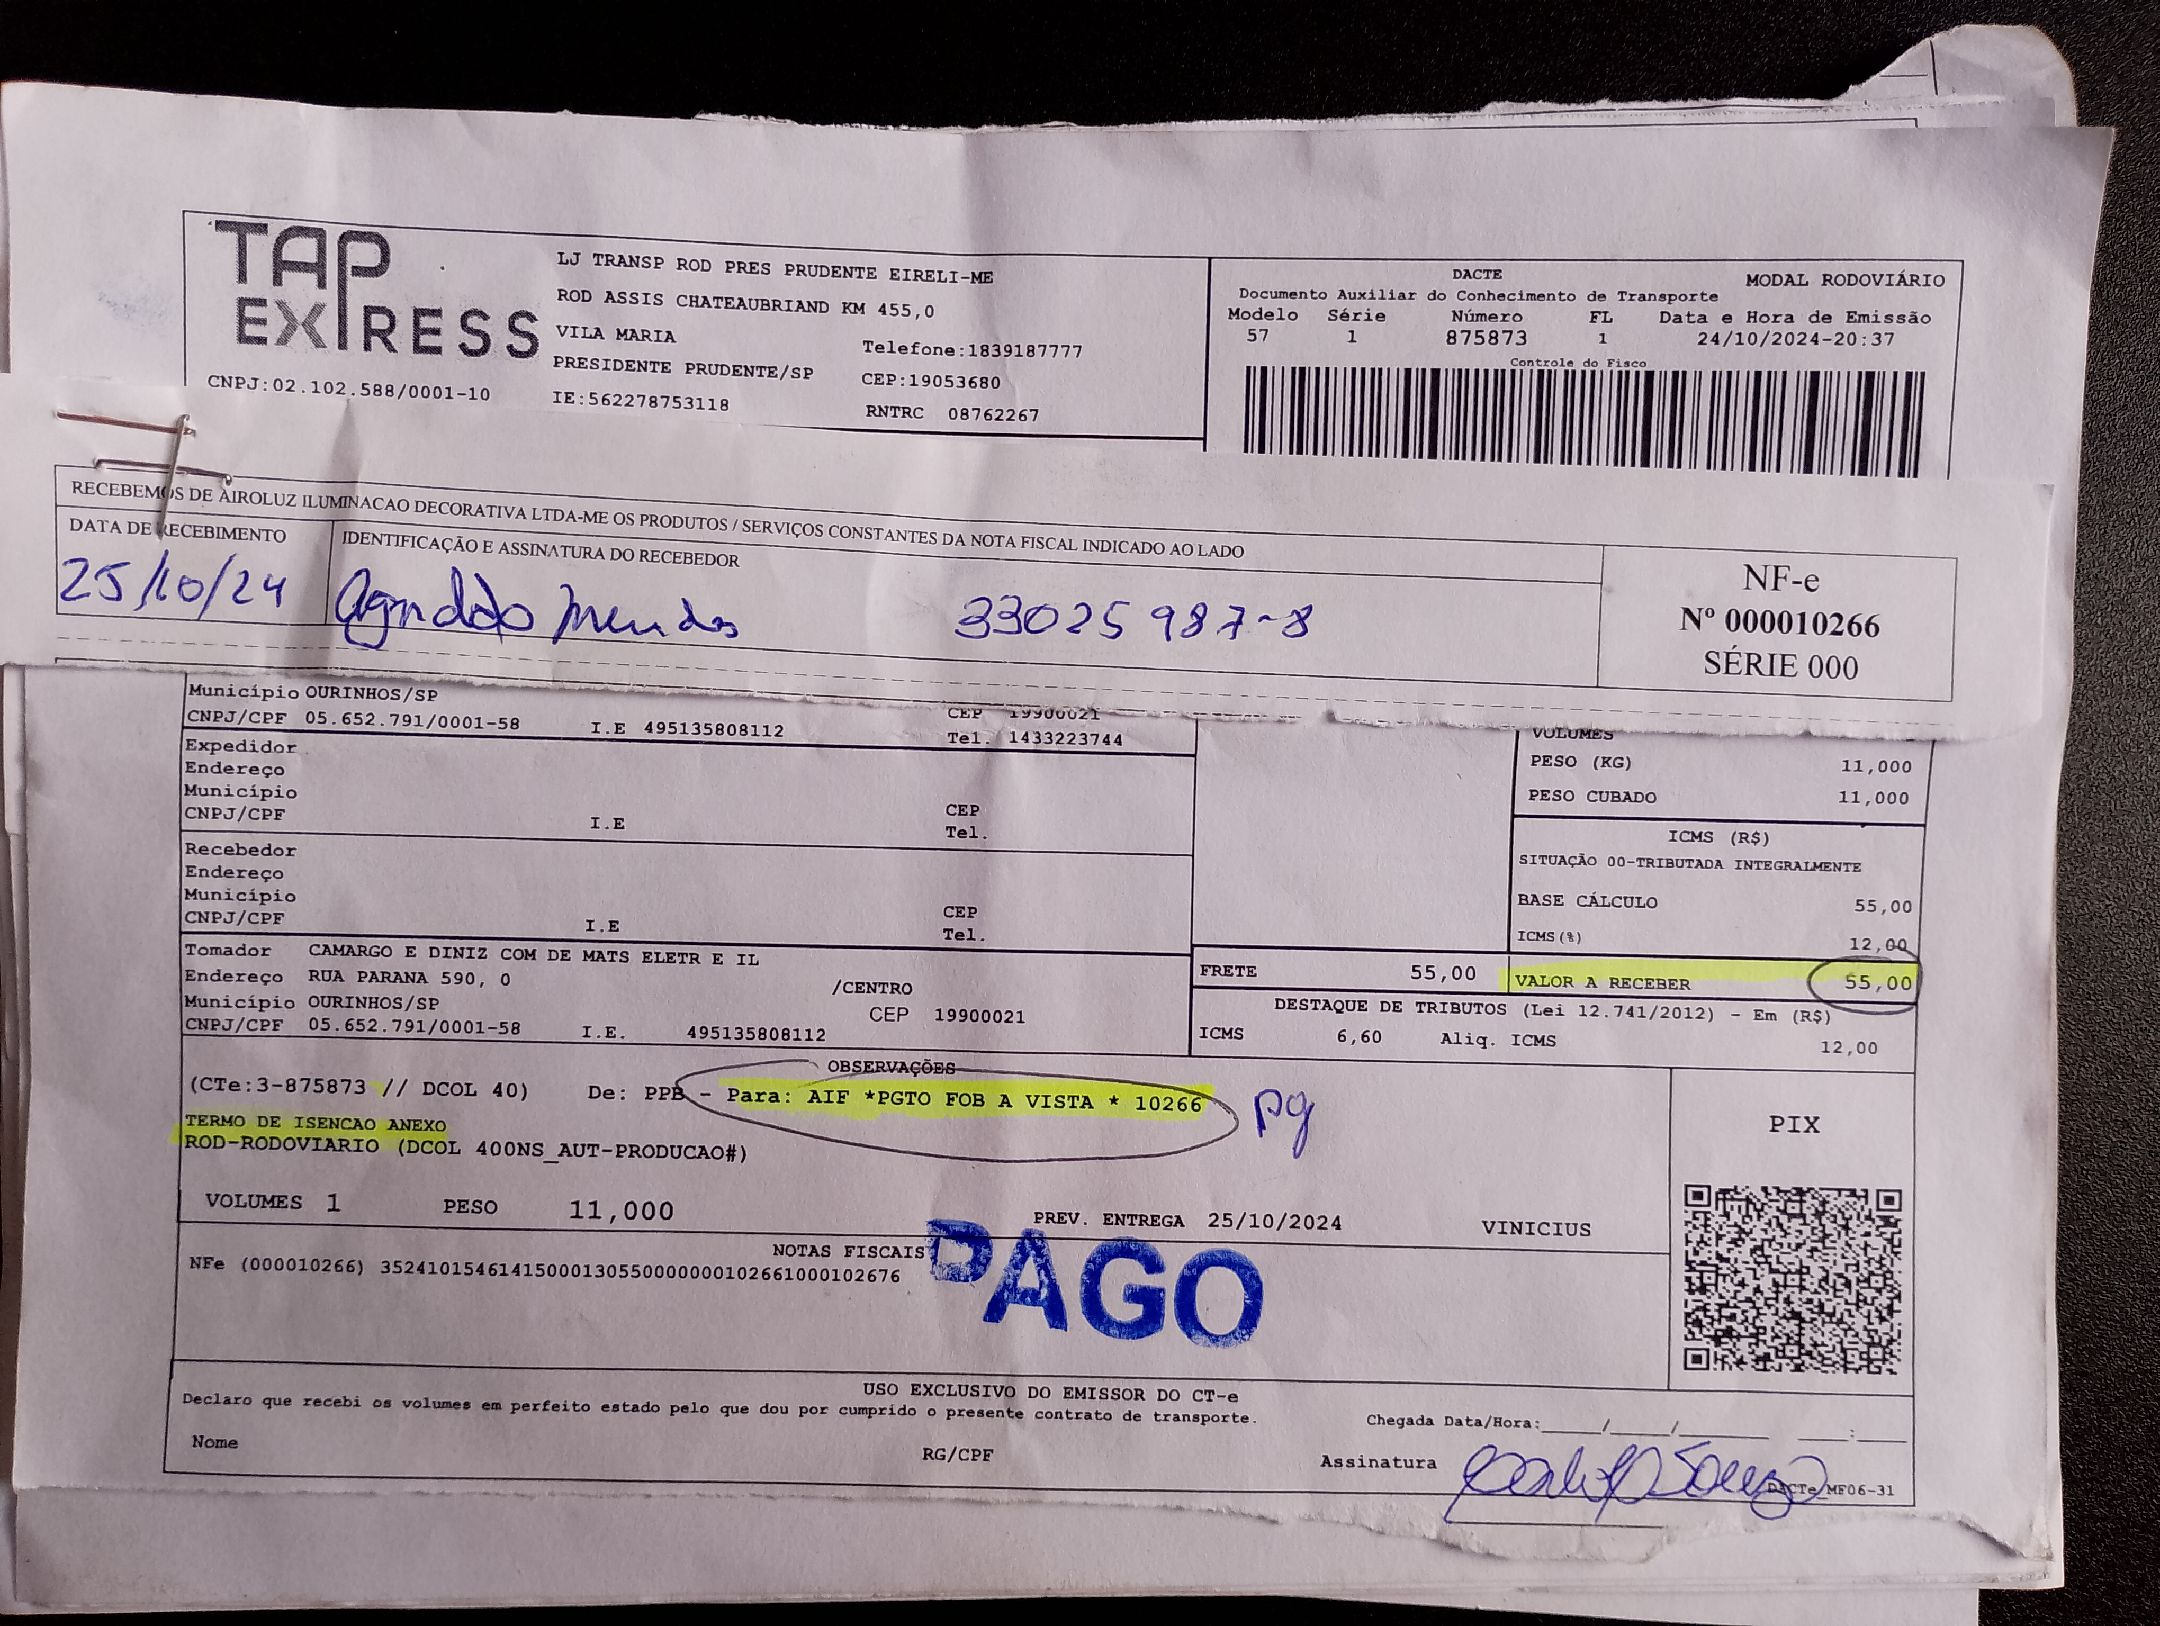 TAP EXPRESS
CNPJ:02.102.588/0001-10
LJ TRANSP ROD PRES PRUDENTE EIRELI-ME
ROD ASSIS CHATEAUBRIAND KM 455,0
VILA MARIA
Telefone:1839187777
PRESIDENTE PRUDENTE/SP CEP:19053680
IE:562278753118 RNTRC 08762267
DACTE MODAL RODOVIÁRIO
Documento Auxiliar do Conhecimento de Transporte
Modelo Série Número FL Data e Hora de Emissão
57 1 875873 1 24/10/2024-20:37
Controle do Fisco
RECEBEMOS DE AIROLUZ ILUMINACAO DECORATIVA LTDA-ME OS PRODUTOS / SERVIÇOS CONSTANTES DA NOTA FISCAL INDICADO AO LADO
DATA DE RECEBIMENTO IDENTIFICAÇÃO E ASSINATURA DO RECEBEDOR
25/10/24 Agnaldo Mendes 33025987-8
NF-e
Nº 000010266
SÉRIE 000
Município OURINHOS/SP
CNPJ/CPF 05.652.791/0001-58 I.E 495135808112
CEP 19900021
Tel. 1433223744
Expedidor
Endereço
Município
CNPJ/CPF I.E
CEP
Tel.
Recebedor
Endereço
Município
CNPJ/CPF I.E
CEP
Tel.
Tomador CAMARGO E DINIZ COM DE MATS ELETR E IL
Endereço RUA PARANA 590, 0 /CENTRO
Município OURINHOS/SP CEP 19900021
CNPJ/CPF 05.652.791/0001-58 I.E. 495135808112
VOLUMES
PESO (KG) 11,000
PESO CUBADO 11,000
ICMS (R$)
SITUAÇÃO 00-TRIBUTADA INTEGRALMENTE
BASE CÁLCULO 55,00
ICMS(%) 12,00
FRETE 55,00 VALOR A RECEBER 55,00
DESTAQUE DE TRIBUTOS (Lei 12.741/2012) - Em (R$)
ICMS 6,60 Aliq. ICMS 12,00
OBSERVAÇÕES
(CTe:3-875873 // DCOL 40) De: PPB - Para: AIF *PGTO FOB A VISTA * 10266 pg
TERMO DE ISENCAO ANEXO
ROD-RODOVIARIO (DCOL 400NS_AUT-PRODUCAO#)
PIX
VOLUMES 1 PESO 11,000 PREV. ENTREGA 25/10/2024 VINICIUS
NOTAS FISCAIS
NFe (000010266) 35241015461415000130550000000102661000102676
PAGO
USO EXCLUSIVO DO EMISSOR DO CT-e
Declaro que recebi os volumes em perfeito estado pelo que dou por cumprido o presente contrato de transporte.
Chegada Data/Hora:_____/_____/_______ ____:____
Nome RG/CPF Assinatura
DACTe_MF06-31